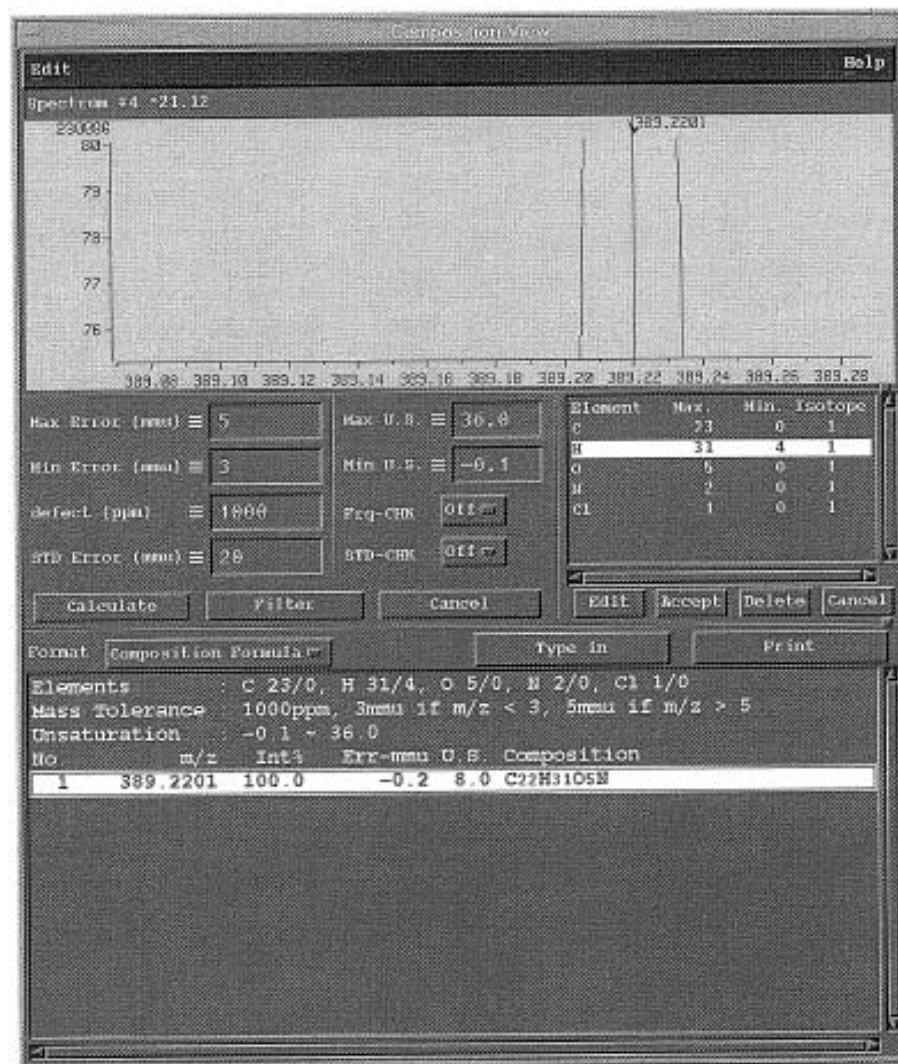 Composition View
Edit Help
Spectrum #4 ~21.12
230086
389.2201
80
79
78
77
76
389.08 389.10 389.12 389.14 389.16 389.18 389.20 389.22 389.24 389.26 389.28
Max Error (mmu) 5
Max U.S. 36.0
Min Error (mmu) 3
Min U.S. -0.1
defect (ppm) 1000
Frq-CHK Off
STD Error (mmu) 20
STD-CHK Off
Element Max. Min. Isotope
C 23 0 1
H 31 4 1
O 5 0 1
N 2 0 1
Cl 1 0 1
Calculate Filter Cancel
Edit Accept Delete Cancel
Format Composition Formula Type in Print
Elements : C 23/0, H 31/4, O 5/0, N 2/0, Cl 1/0
Mass Tolerance : 1000ppm, 3mmu if m/z < 3, 5mmu if m/z > 5
Unsaturation : -0.1 ~ 36.0
No m/z Int% Err-mmu U.S. Composition
1 389.2201 100.0 -0.2 8.0 C22H31O5N